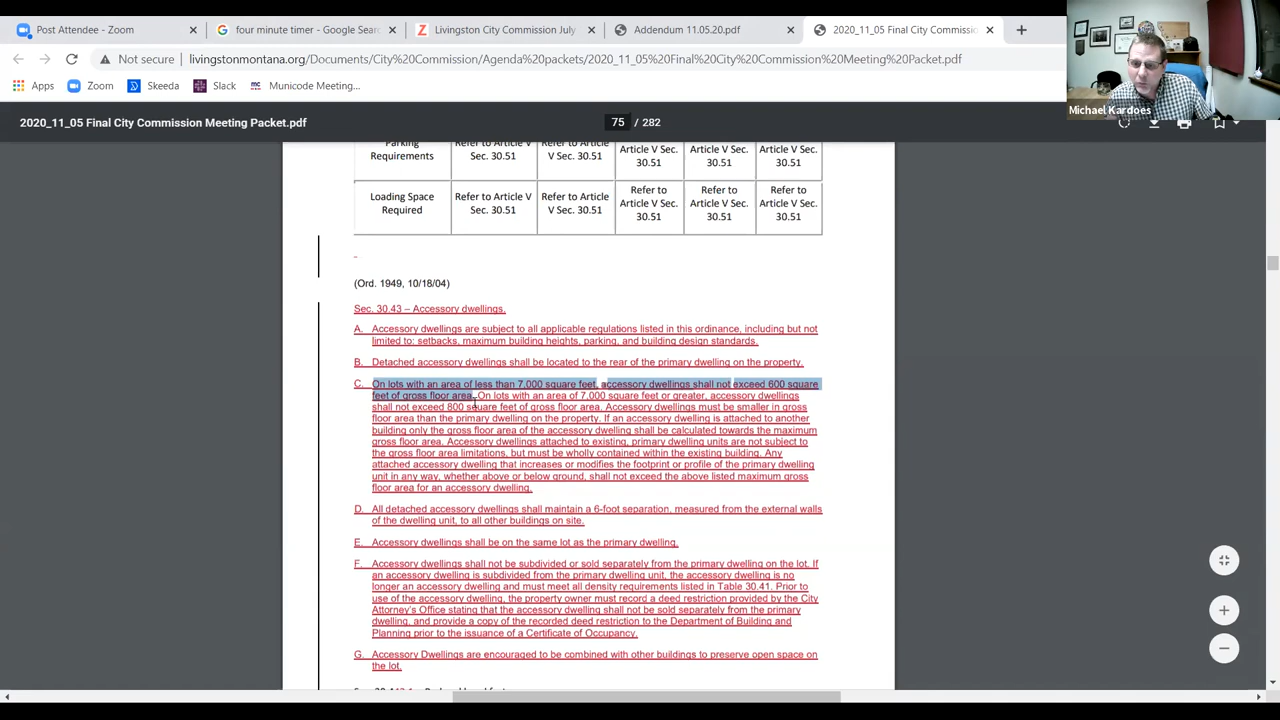 Post Attendee - Zoom
four minute timer - Google Sear
Livingston City Commission July
Addendum 11.05.20.pdf
2020_11_05 Final City Commissio
Not secure
livingstonmontana.org/Documents/City%20Commission/Agenda%20packets/2020_11_05%20Final%20City%20Commission%20Meeting%20Packet.pdf
Apps
Zoom
Skeeda
Slack
Municode Meeting...
Michael Kardoes
2020_11_05 Final City Commission Meeting Packet.pdf
75 / 282
Parking Requirements
Refer to Article V Sec. 30.51
Refer to Article V Sec. 30.51
Article V Sec. 30.51
Article V Sec. 30.51
Article V Sec. 30.51
Loading Space Required
Refer to Article V Sec. 30.51
Refer to Article V Sec. 30.51
Refer to Article V Sec. 30.51
Refer to Article V Sec. 30.51
Refer to Article V Sec. 30.51
(Ord. 1949, 10/18/04)
Sec. 30.43 – Accessory dwellings.
A. Accessory dwellings are subject to all applicable regulations listed in this ordinance, including but not
limited to: setbacks, maximum building heights, parking, and building design standards.
B. Detached accessory dwellings shall be located to the rear of the primary dwelling on the property.
C. On lots with an area of less than 7,000 square feet, accessory dwellings shall not exceed 600 square
feet of gross floor area. On lots with an area of 7,000 square feet or greater, accessory dwellings
shall not exceed 800 square feet of gross floor area. Accessory dwellings must be smaller in gross
floor area than the primary dwelling on the property. If an accessory dwelling is attached to another
building only the gross floor area of the accessory dwelling shall be calculated towards the maximum
gross floor area. Accessory dwellings attached to existing, primary dwelling units are not subject to
the gross floor area limitations, but must be wholly contained within the existing building. Any
attached accessory dwelling that increases or modifies the footprint or profile of the primary dwelling
unit in any way, whether above or below ground, shall not exceed the above listed maximum gross
floor area for an accessory dwelling.
D. All detached accessory dwellings shall maintain a 6-foot separation, measured from the external walls
of the dwelling unit, to all other buildings on site.
E. Accessory dwellings shall be on the same lot as the primary dwelling.
F. Accessory dwellings shall not be subdivided or sold separately from the primary dwelling on the lot. If
an accessory dwelling is subdivided from the primary dwelling unit, the accessory dwelling is no
longer an accessory dwelling and must meet all density requirements listed in Table 30.41. Prior to
use of the accessory dwelling, the property owner must record a deed restriction provided by the City
Attorney's Office stating that the accessory dwelling shall not be sold separately from the primary
dwelling, and provide a copy of the recorded deed restriction to the Department of Building and
Planning prior to the issuance of a Certificate of Occupancy.
G. Accessory Dwellings are encouraged to be combined with other buildings to preserve open space on
the lot.